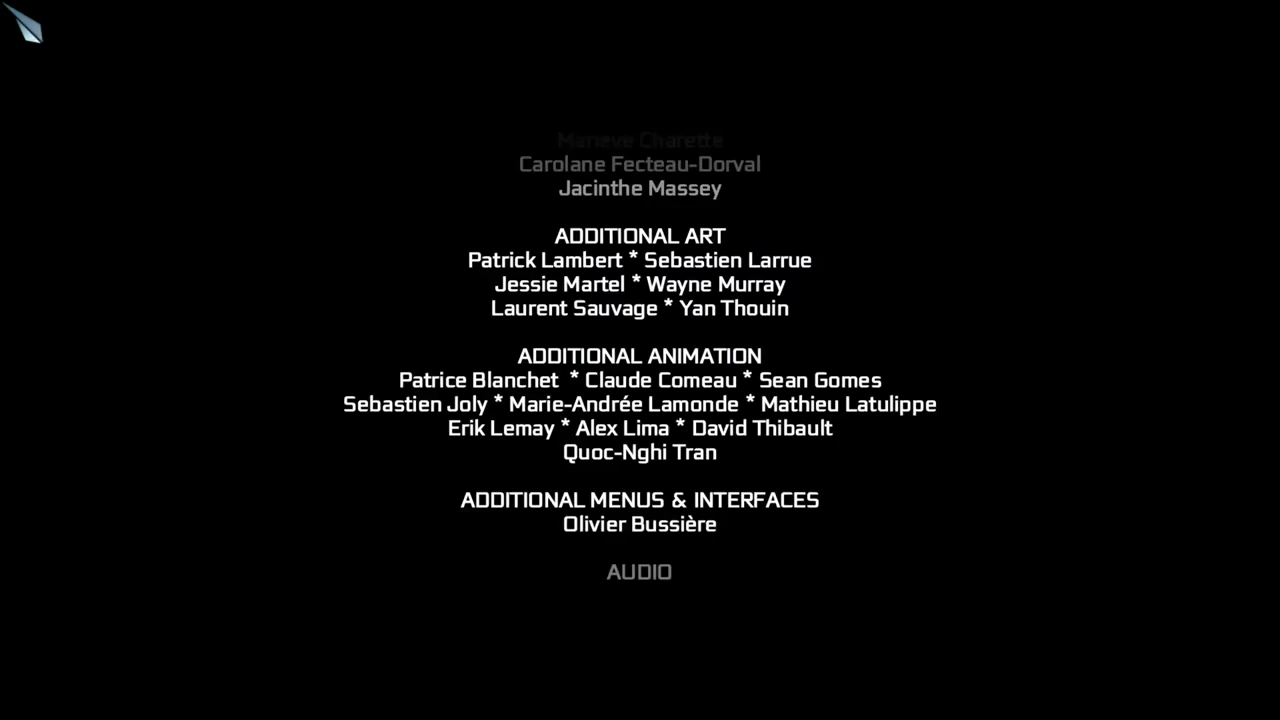 Marieve Charette
Carolane Fecteau-Dorval
Jacinthe Massey
ADDITIONAL ART
Patrick Lambert * Sebastien Larrue
Jessie Martel * Wayne Murray
Laurent Sauvage * Yan Thouin
ADDITIONAL ANIMATION
Patrice Blanchet * Claude Comeau * Sean Gomes
Sebastien Joly * Marie-Andrée Lamonde * Mathieu Latulippe
Erik Lemay * Alex Lima * David Thibault
Quoc-Nghi Tran
ADDITIONAL MENUS & INTERFACES
Olivier Bussière
AUDIO